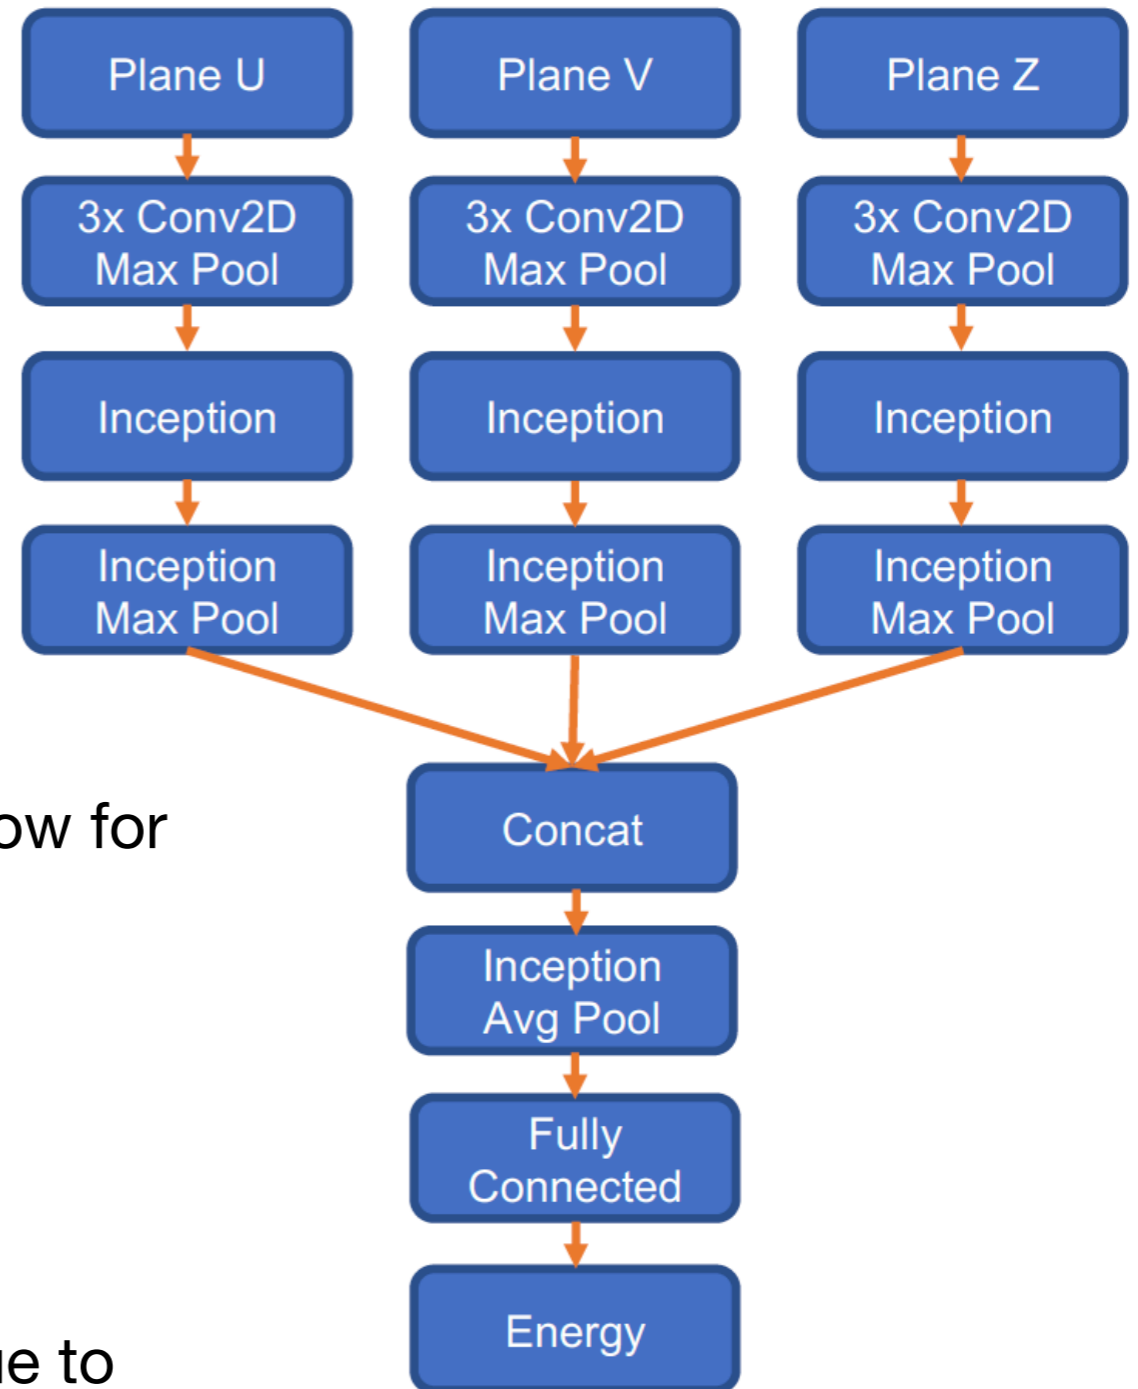 Plane U
Plane V
Plane Z
3x Conv2D
Max Pool
3x Conv2D
Max Pool
3x Conv2D
Max Pool
Inception
Inception
Inception
Inception
Max Pool
Inception
Max Pool
Inception
Max Pool
ow for
Concat
Inception
Avg Pool
Fully
Connected
Energy
ue to